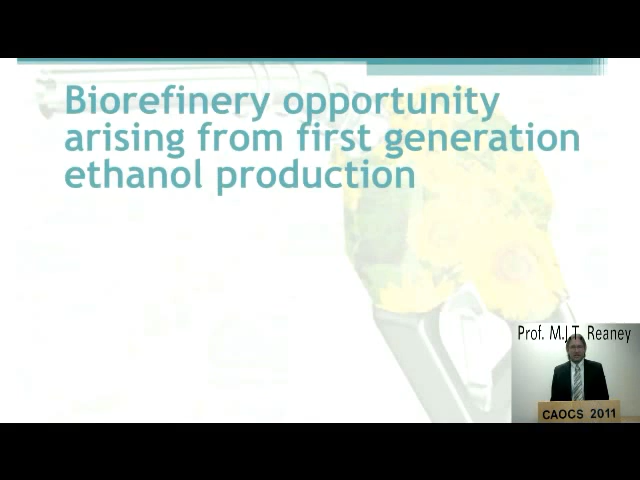 Biorefinery opportunity
arising from first generation
ethanol production
Prof. M.J.T. Reaney
CAOCS 2011